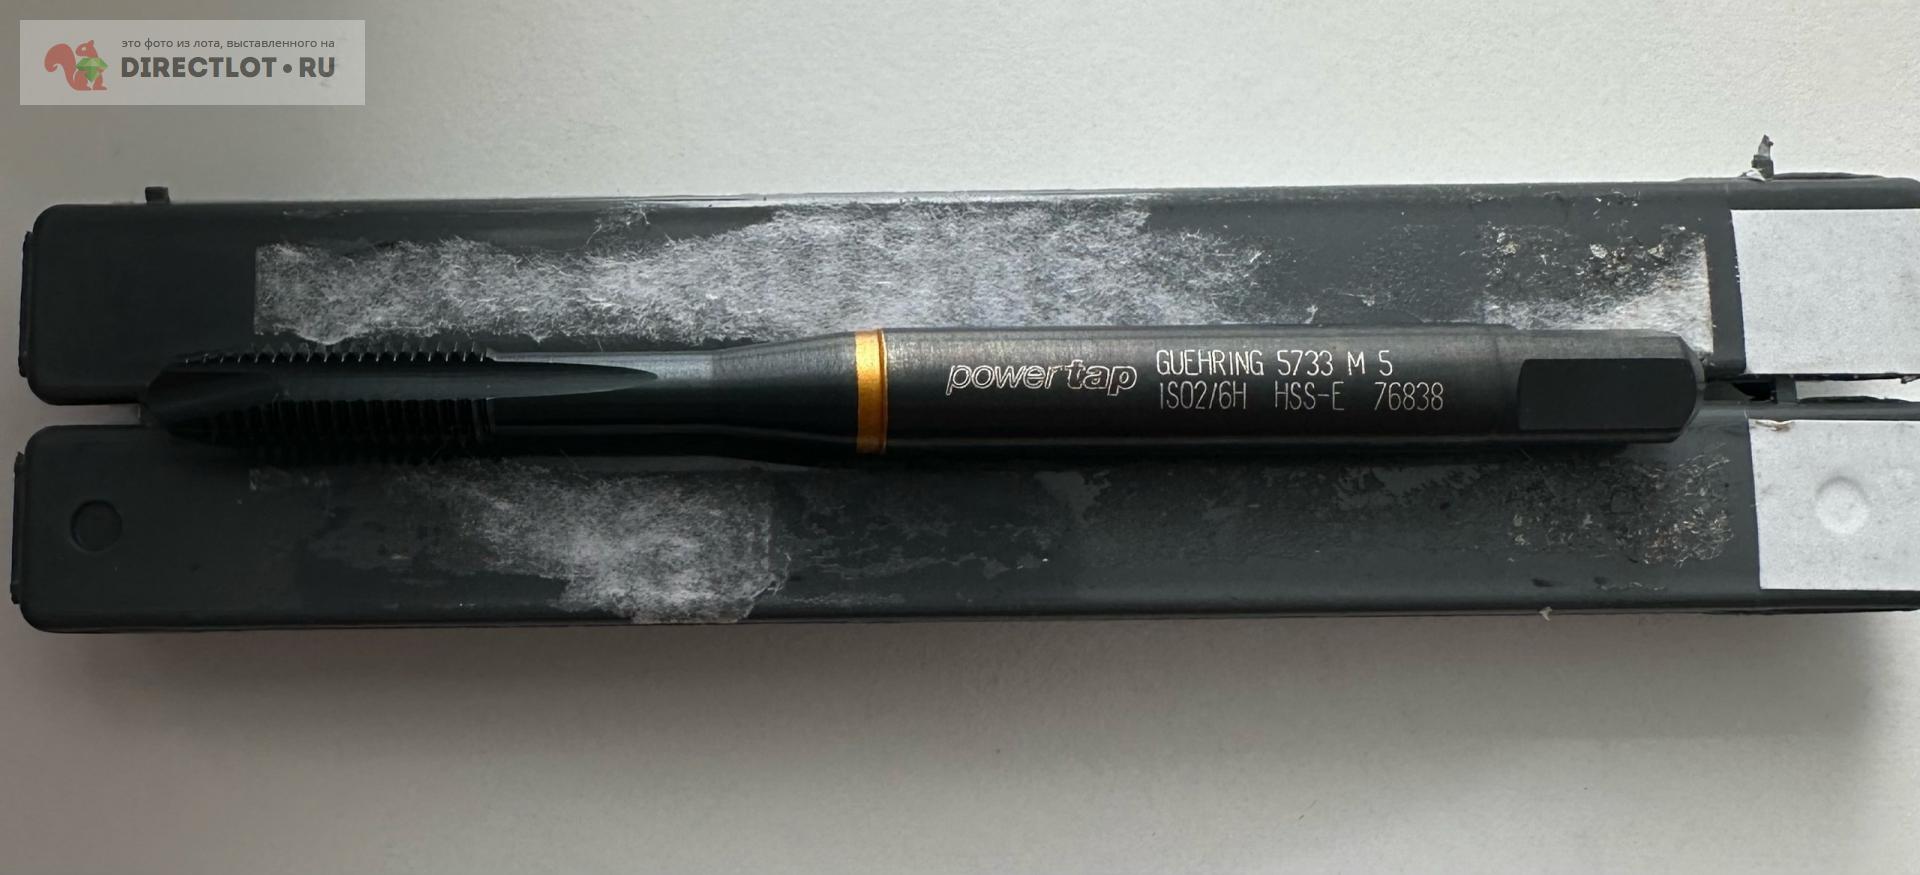 это фото из лота, выставленного на
DIRECTLOT•RU
powertap
GUEHRING 5733 M 5
ISO2/6H HSS-E 76838